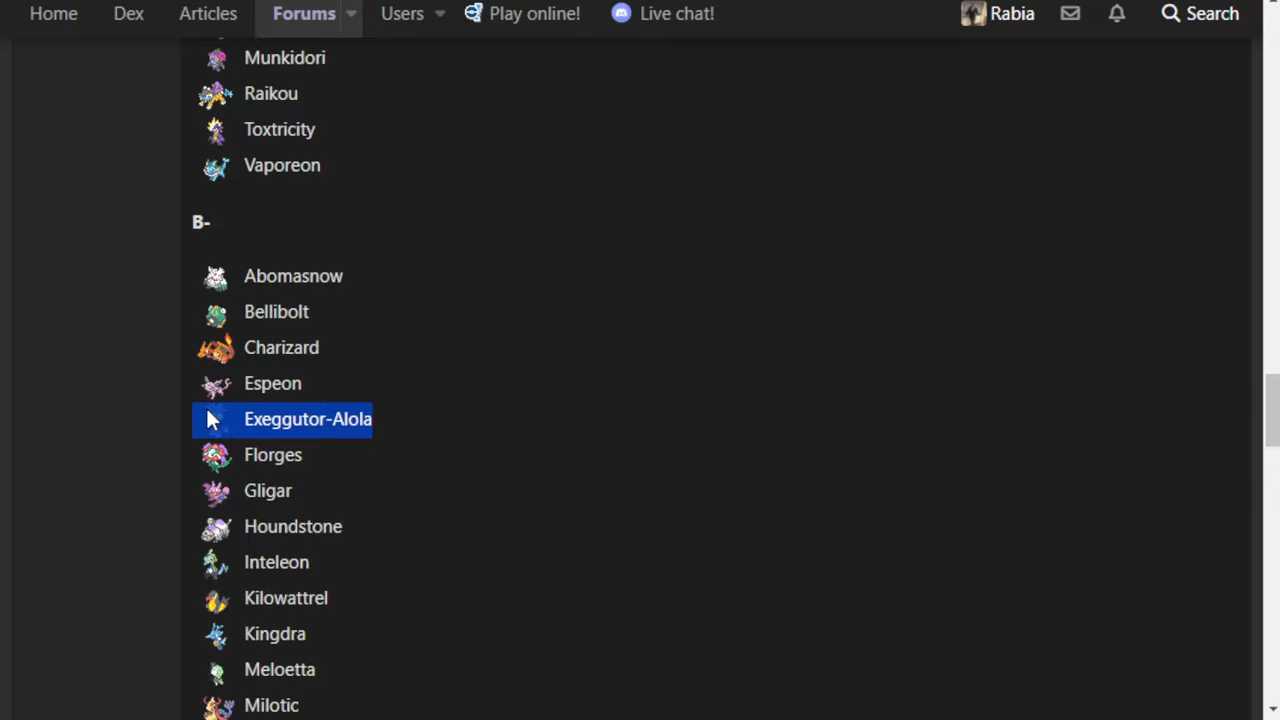 Home Dex Articles Forums Users Play online! Live chat! Rabia Search
Munkidori
Raikou
Toxtricity
Vaporeon
B-
Abomasnow
Bellibolt
Charizard
Espeon
Exeggutor-Alola
Florges
Gligar
Houndstone
Inteleon
Kilowattrel
Kingdra
Meloetta
Milotic